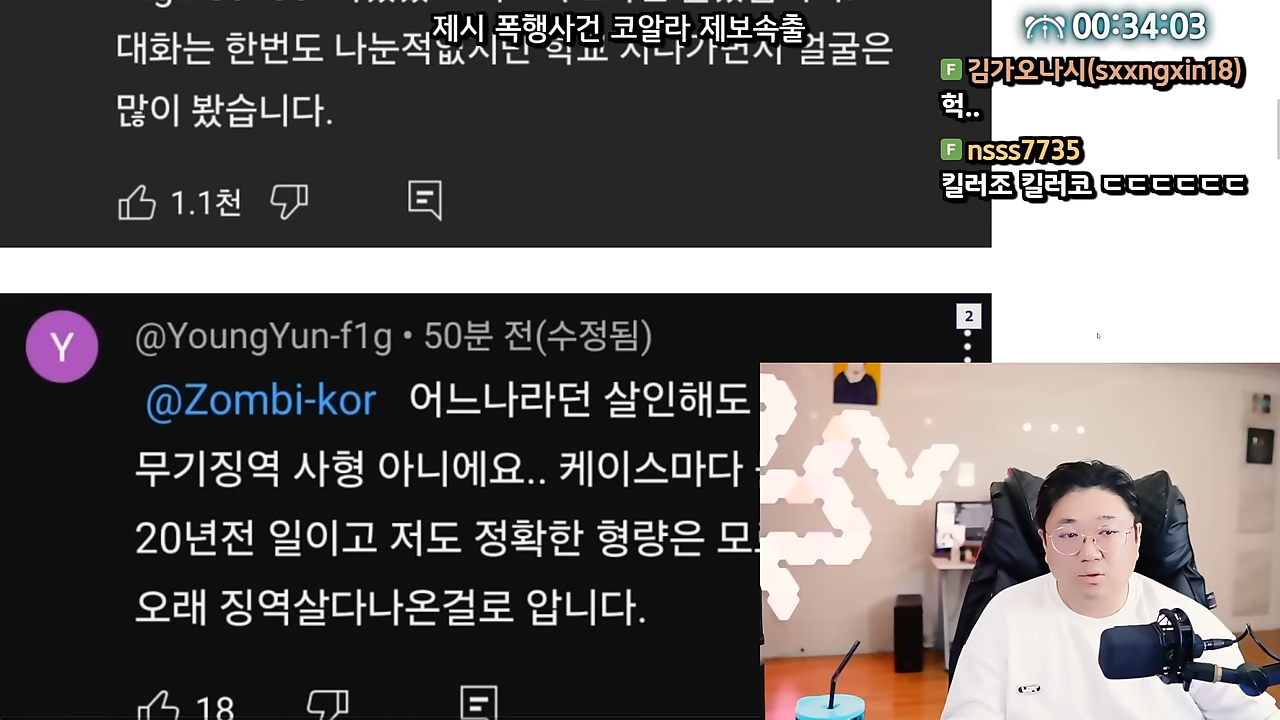 제시 폭행사건 코알라 제보속출
대화는 한번도 나눈적없지만 학교 지나가면서 얼굴은
많이 봤습니다.
1.1천
00:34:03
F 김가오나시(sxxngxin18)
헉..
F nsss7735
킬러조 킬러코 ㄷㄷㄷㄷㄷㄷ
2
Y
@YoungYun-f1g • 50분 전(수정됨)
@Zombi-kor 어느나라던 살인해도
무기징역 사형 아니에요.. 케이스마다
20년전 일이고 저도 정확한 형량은
오래 징역살다나온걸로 압니다.
18